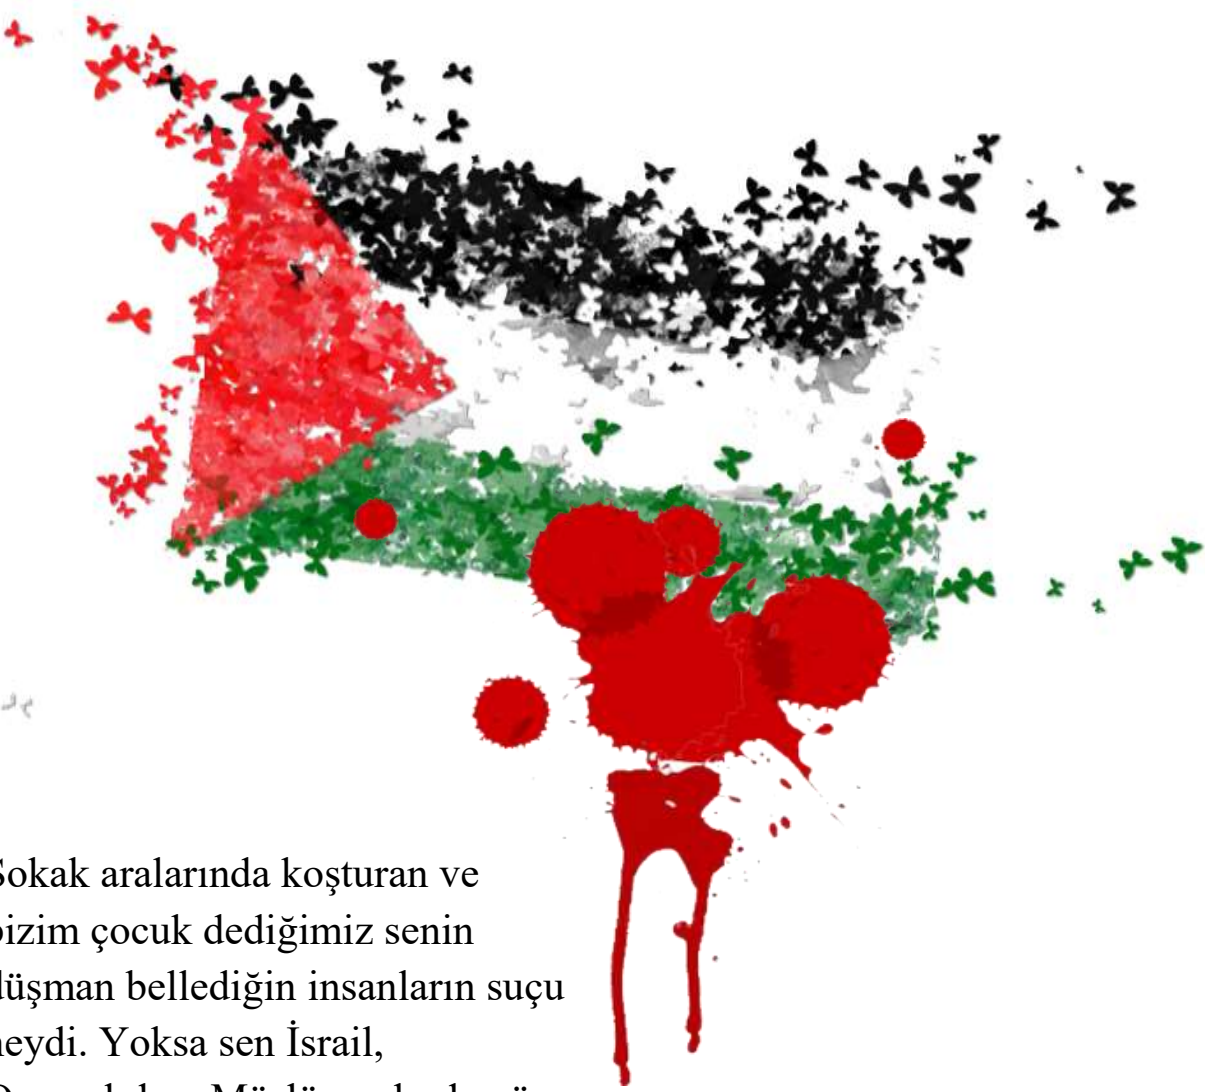 Sokak aralarında koşturan ve
bizim çocuk dediğimiz senin
düşman bellediğin insanların suçu
neydi. Yoksa sen İsrail,